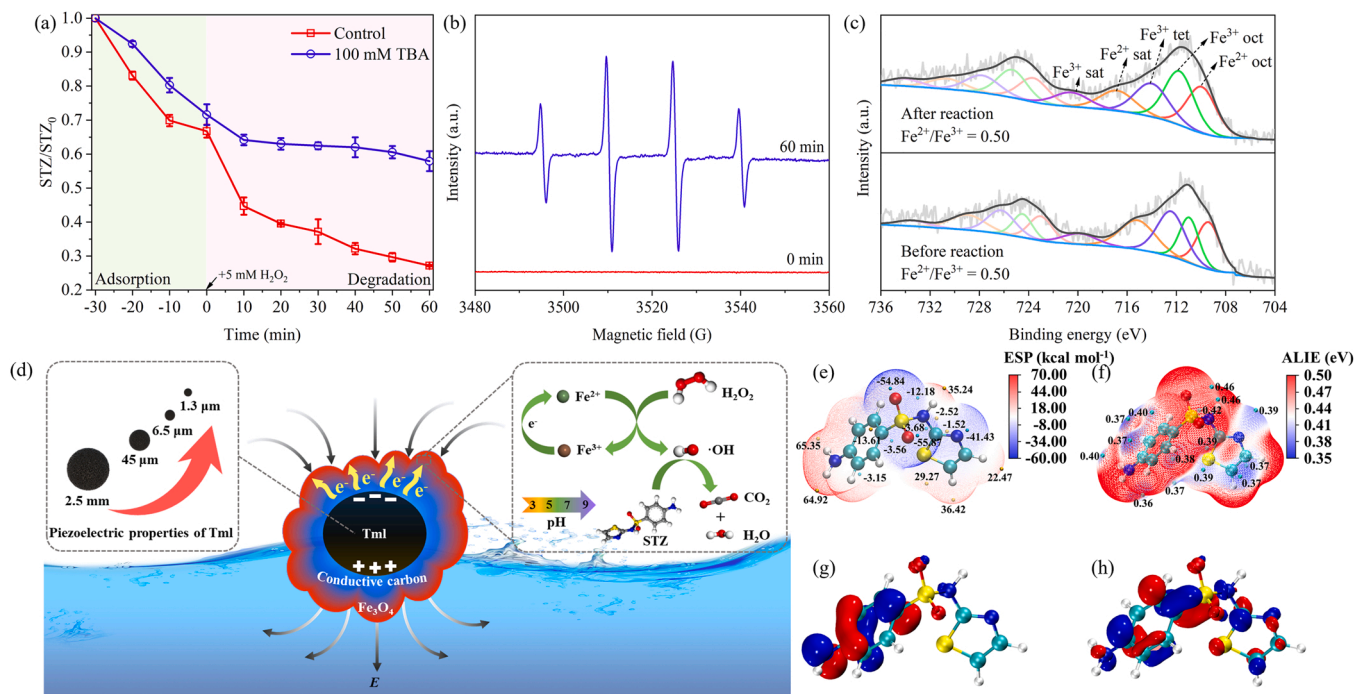 (a)
Control
100 mM TBA
STZ/STZ₀
1.0
0.9
0.8
0.7
0.6
0.5
0.4
0.3
0.2
Adsorption
+5 mM H₂O₂
Degradation
-30 -20 -10 0 10 20 30 40 50 60
Time (min)
(b)
Intensity (a.u.)
60 min
0 min
3480 3500 3520 3540 3560
Magnetic field (G)
(c)
Intensity (a.u.)
Fe³⁺ sat
Fe²⁺ sat
Fe³⁺ tet
Fe³⁺ oct
Fe²⁺ oct
After reaction
Fe²⁺/Fe³⁺ = 0.50
Before reaction
Fe²⁺/Fe³⁺ = 0.50
736 732 728 724 720 716 712 708 704
Binding energy (eV)
(d)
1.3 μm
6.5 μm
45 μm
2.5 mm
Piezoelectric properties of Tml
e⁻ e⁻ e⁻ e⁻
Tml
Conductive carbon
Fe₃O₄
E
Fe²⁺
H₂O₂
e⁻
Fe³⁺
·OH
3 5 7 9
pH
STZ
CO₂
+
H₂O
(e)
ESP (kcal mol⁻¹)
70.00
44.00
18.00
-8.00
-34.00
-60.00
-54.84
35.24
-12.18
-2.52
-1.52
-41.43
-13.61
-3.56
65.35
-3.15
29.27
22.47
64.92
36.42
(f)
ALIE (eV)
0.50
0.47
0.44
0.41
0.38
0.35
0.46
0.46
0.40
0.39
0.37
0.42
0.37
0.39
0.40
0.38
0.37
0.39
0.37
0.37
0.36
(g)
(h)